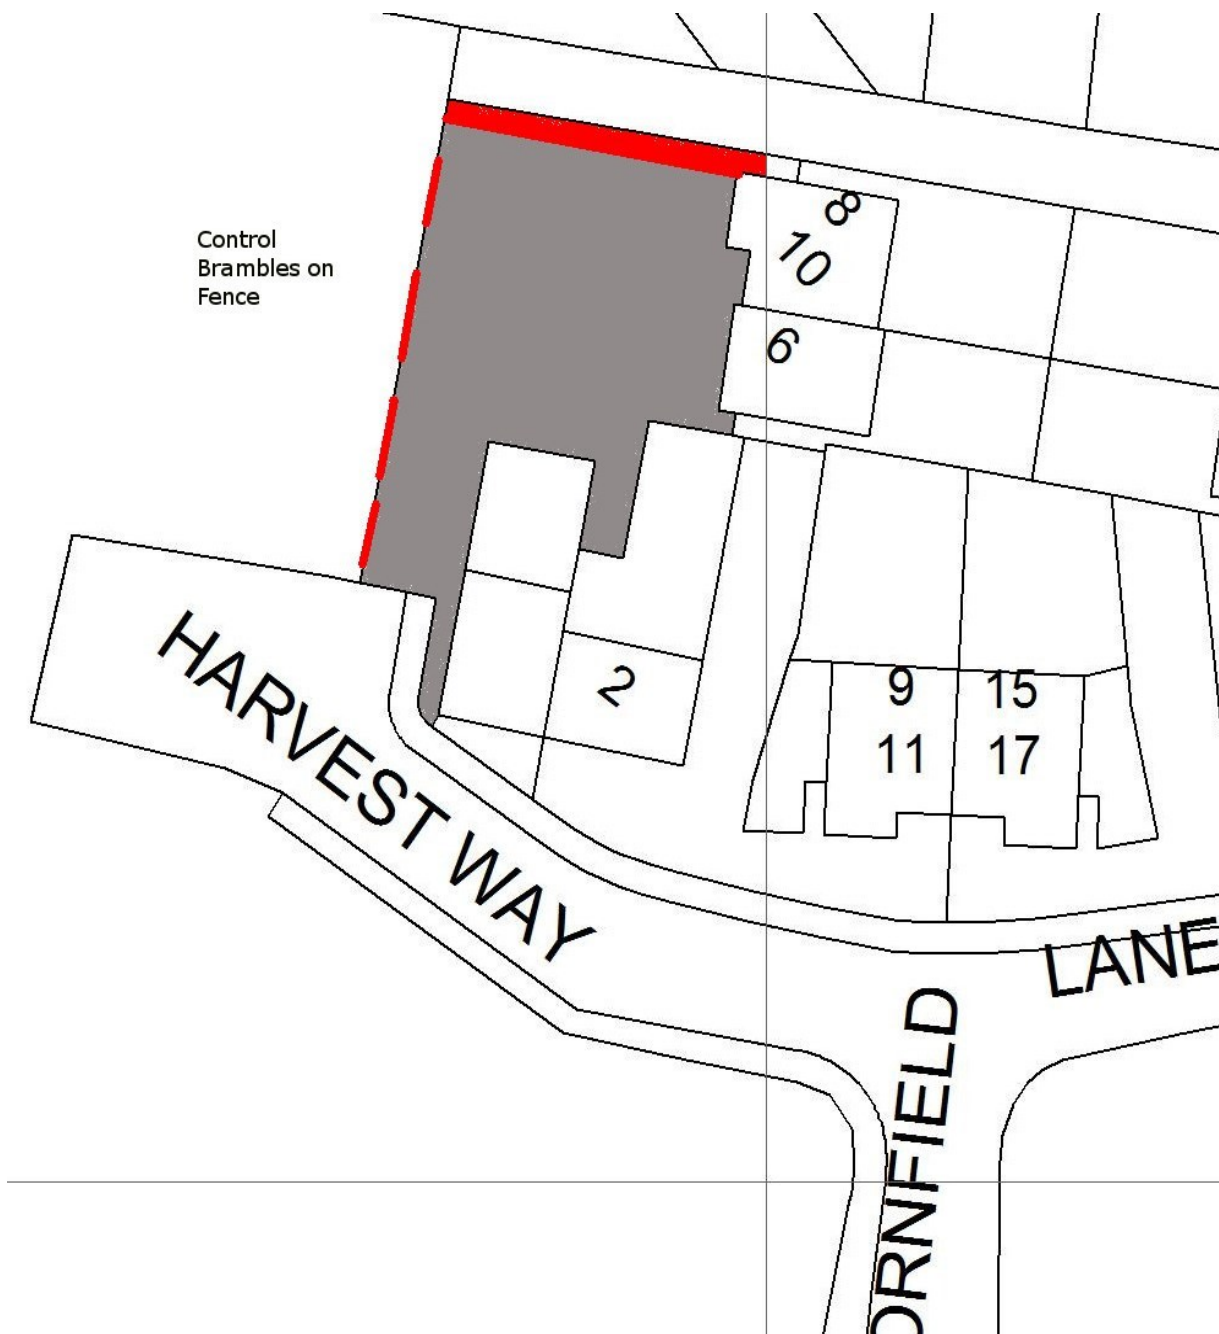 Control
Brambles on
Fence
8
10
6
2
9
15
11
17
HARVEST WAY
LANE
ORNFIELD